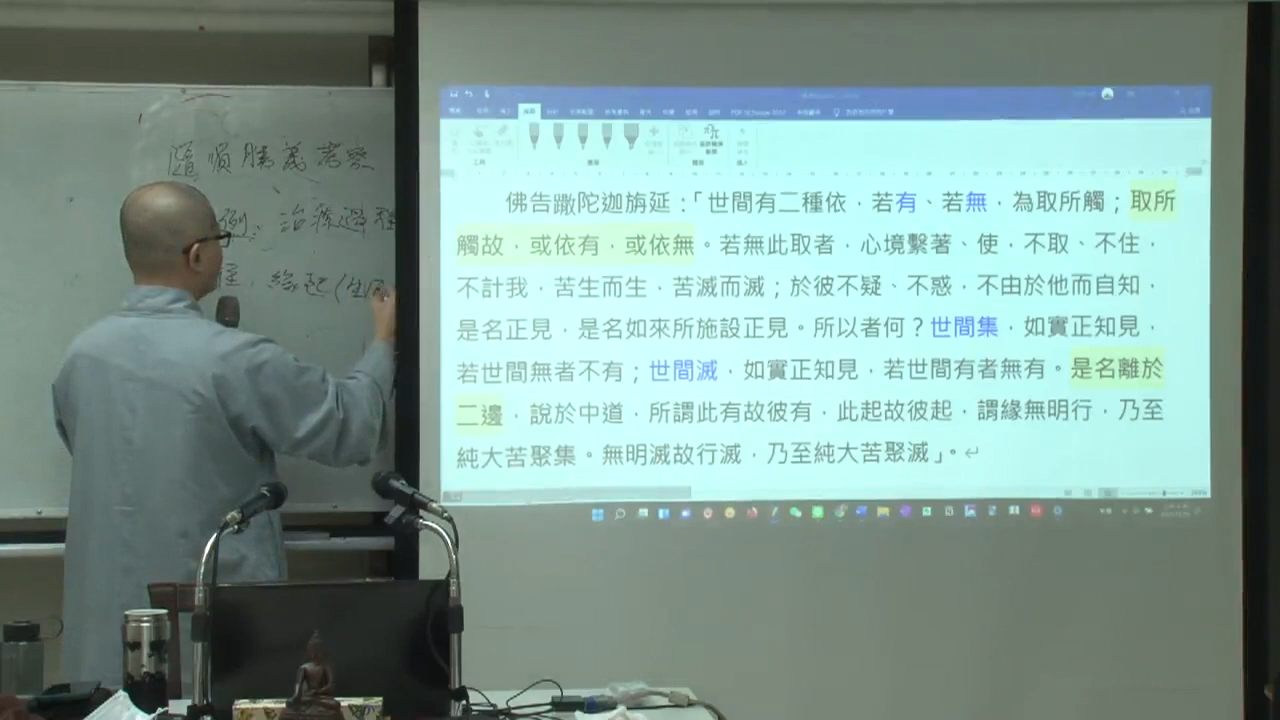 隨順勝義考察
例、治療過程
緣起(生
佛告蹾陀迦旃延：「世間有二種依，若有、若無，為取所觸；取所
觸故，或依有，或依無。若無此取者，心境繫著、使，不取、不住，
不計我，苦生而生，苦滅而滅；於彼不疑、不惑，不由於他而自知，
是名正見，是名如來所施設正見。所以者何？世間集，如實正知見，
若世間無者不有；世間滅，如實正知見，若世間有者無有。是名離於
二邊，說於中道，所謂此有故彼有，此起故彼起，謂緣無明行，乃至
純大苦聚集。無明滅故行滅，乃至純大苦聚滅」。